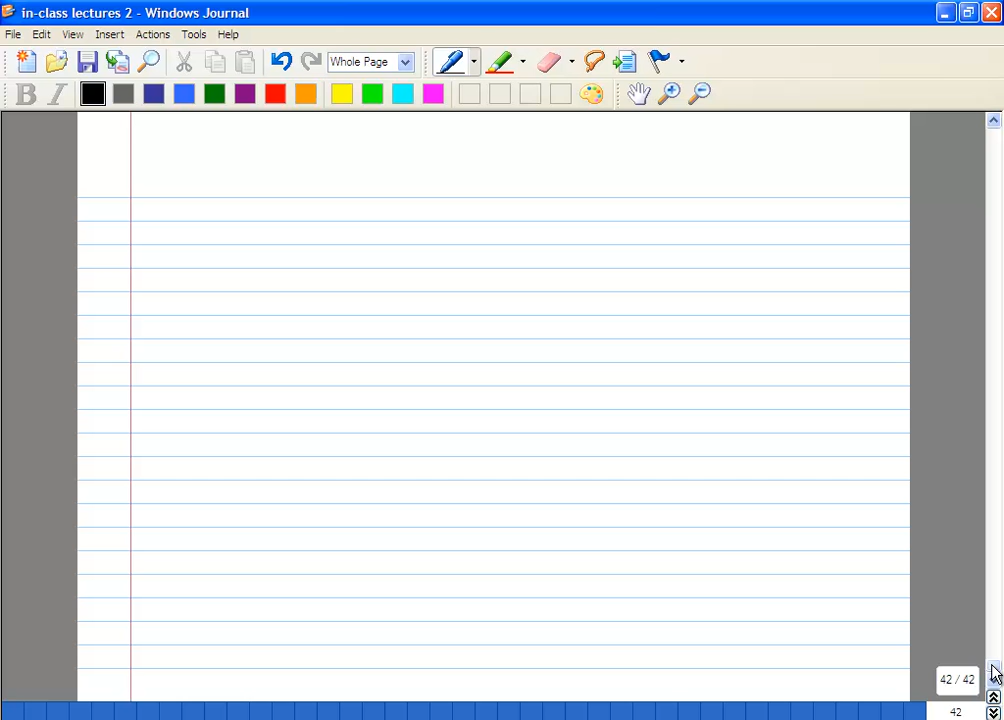 in-class lectures 2 - Windows Journal
File Edit View Insert Actions Tools Help
Whole Page
B I
42 / 42
42